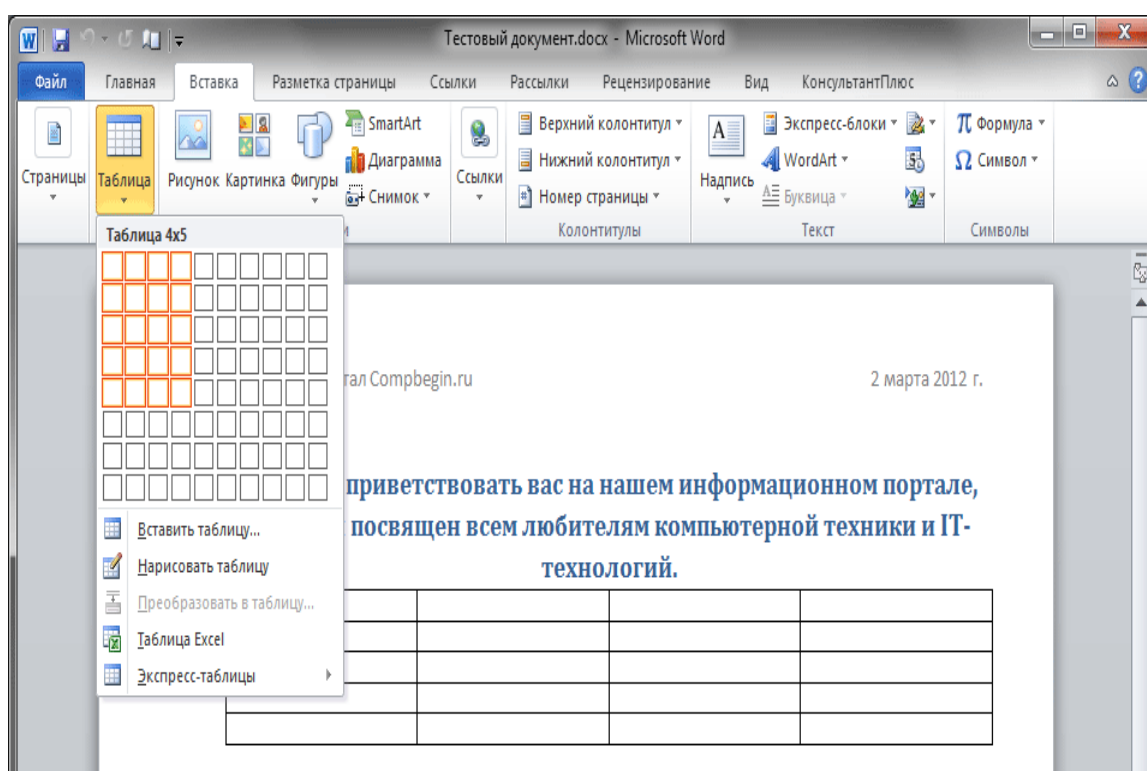 Тестовый документ.docx - Microsoft Word
Файл Главная Вставка Разметка страницы Ссылки Рассылки Рецензирование Вид КонсультантПлюс
Страницы Таблица Рисунок Картинка Фигуры SmartArt Диаграмма Снимок Ссылки
Верхний колонтитул
Нижний колонтитул
Номер страницы
Колонтитулы
Надпись Экспресс-блоки WordArt Буквица
Текст
Формула
Символ
Символы
Таблица 4x5
Вставить таблицу...
Нарисовать таблицу
Преобразовать в таблицу...
Таблица Excel
Экспресс-таблицы
Compbegin.ru 2 марта 2012 г.
приветствовать вас на нашем информационном портале,
посвящен всем любителям компьютерной техники и IT-
технологий.